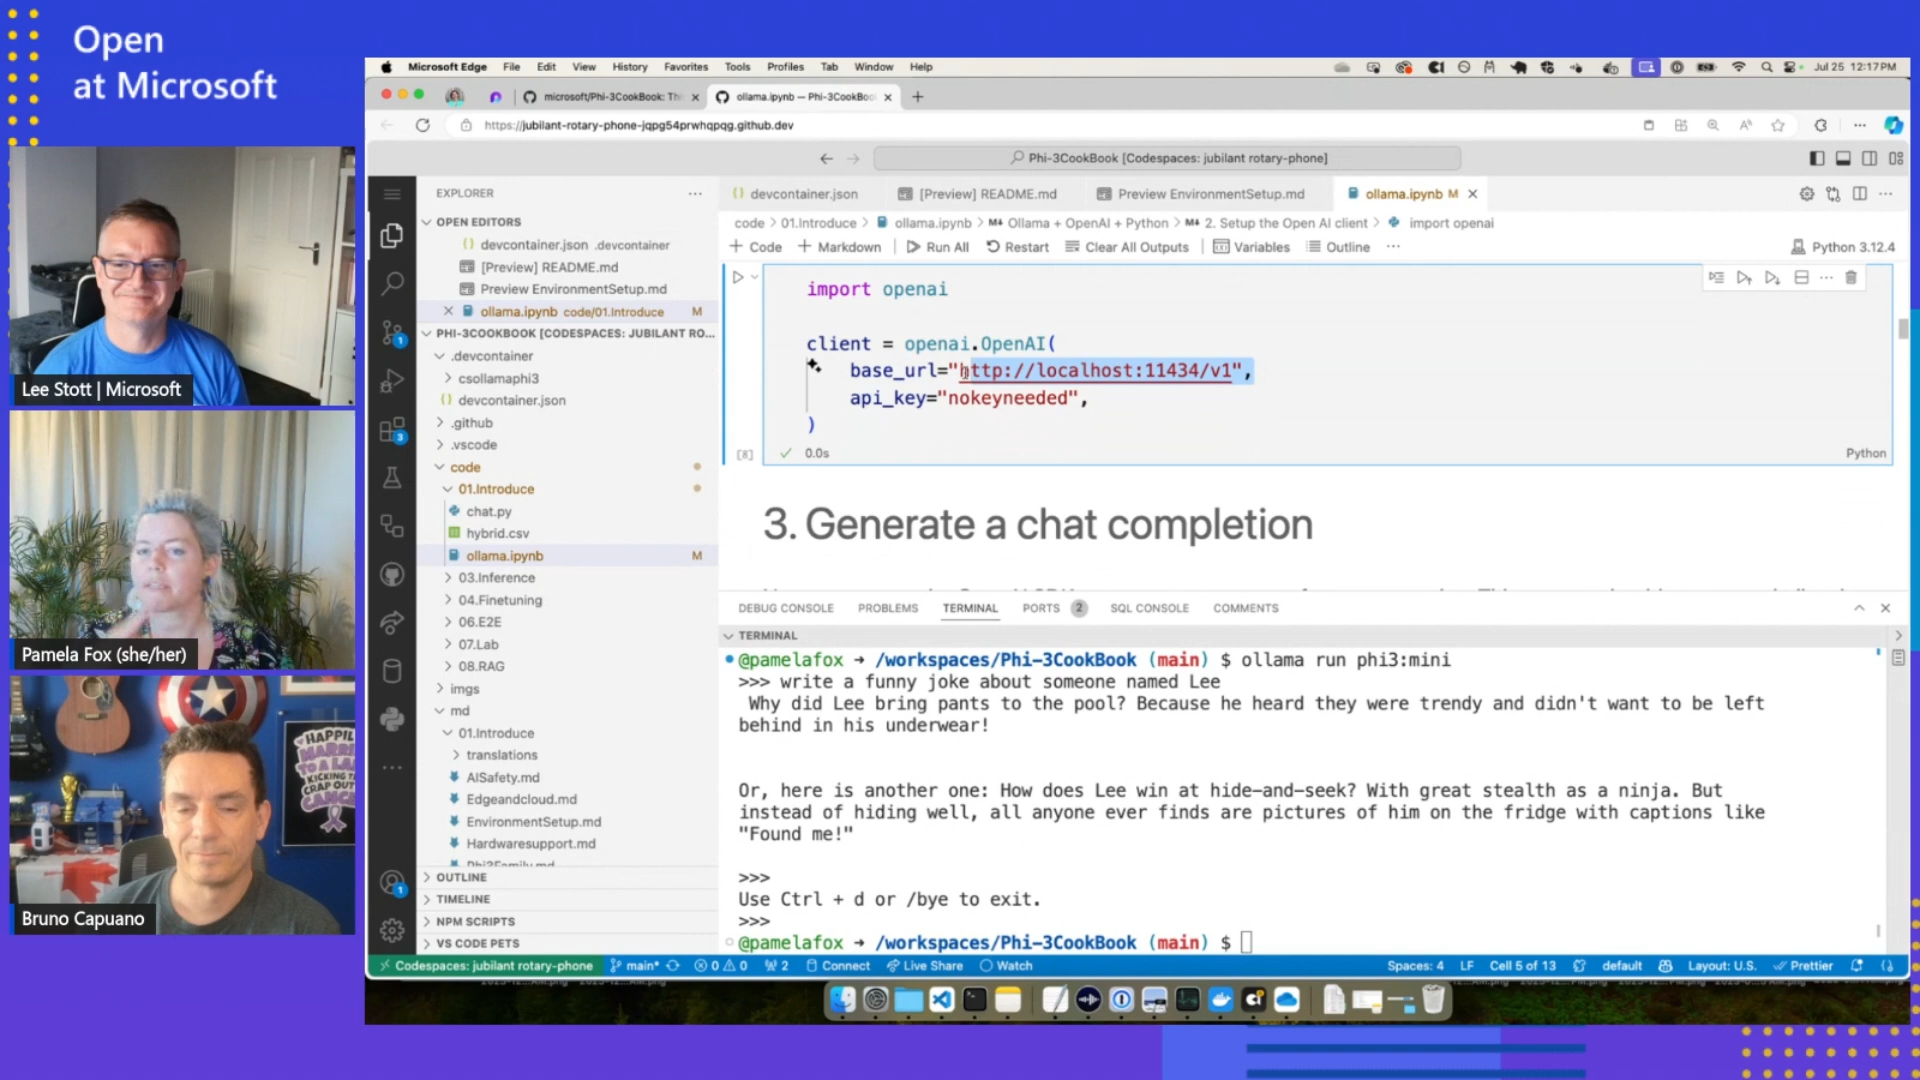 Open
at Microsoft
Lee Stott | Microsoft
Pamela Fox (she/her)
HAPPILY
MARRIED
TO A
KICKING THE
CRAP OUT OF
CANCER
Bruno Capuano
Microsoft Edge File Edit View History Favorites Tools Profiles Tab Window Help
Jul 25 12:17PM
microsoft/Phi-3CookBook: Thi
ollama.ipynb — Phi-3CookBoo
https://jubilant-rotary-phone-jqpg54prwhqpqg.github.dev
Phi-3CookBook [Codespaces: jubilant rotary-phone]
EXPLORER
OPEN EDITORS
devcontainer.json .devcontainer
[Preview] README.md
Preview EnvironmentSetup.md
ollama.ipynb code/01.Introduce M
PHI-3COOKBOOK [CODESPACES: JUBILANT RO...
.devcontainer
csollamaphi3
devcontainer.json
.github
.vscode
code
01.Introduce
chat.py
hybrid.csv
ollama.ipynb M
03.Inference
04.Finetuning
06.E2E
07.Lab
08.RAG
imgs
md
01.Introduce
translations
AISafety.md
Edgeandcloud.md
EnvironmentSetup.md
Hardwaresupport.md
Phi3Family.md
OUTLINE
TIMELINE
NPM SCRIPTS
VS CODE PETS
devcontainer.json
[Preview] README.md
Preview EnvironmentSetup.md
ollama.ipynb M
code > 01.Introduce > ollama.ipynb > M↓ Ollama + OpenAI + Python > M↓ 2. Setup the Open AI client > import openai
+ Code + Markdown Run All Restart Clear All Outputs Variables Outline ... Python 3.12.4
import openai
client = openai.OpenAI(
base_url="http://localhost:11434/v1",
api_key="nokeyneeded",
)
[8] ✓ 0.0s Python
3. Generate a chat completion
DEBUG CONSOLE PROBLEMS TERMINAL PORTS 2 SQL CONSOLE COMMENTS
TERMINAL
@pamelafox → /workspaces/Phi-3CookBook (main) $ ollama run phi3:mini
>>> write a funny joke about someone named Lee
Why did Lee bring pants to the pool? Because he heard they were trendy and didn't want to be left
behind in his underwear!
Or, here is another one: How does Lee win at hide-and-seek? With great stealth as a ninja. But
instead of hiding well, all anyone ever finds are pictures of him on the fridge with captions like
"Found me!"
>>>
Use Ctrl + d or /bye to exit.
>>>
@pamelafox → /workspaces/Phi-3CookBook (main) $
Codespaces: jubilant rotary-phone main* 0 0 2 Connect Live Share Watch Spaces: 4 LF Cell 5 of 13 default Layout: U.S. Prettier